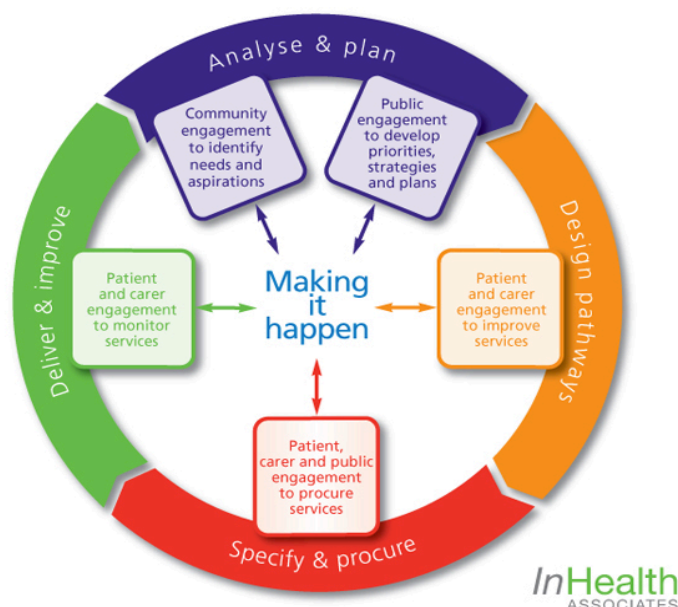 Analyse & plan
Community
engagement
to identify
needs and
aspirations
Public
engagement
to develop
priorities,
strategies
and plans
Design pathways
Deliver & improve
Patient
and carer
engagement
to monitor
services
Making
it
happen
Patient
and carer
engagement
to improve
services
Patient,
carer and public
engagement
to procure
services
Specify & procure
InHealth
ASSOCIATES